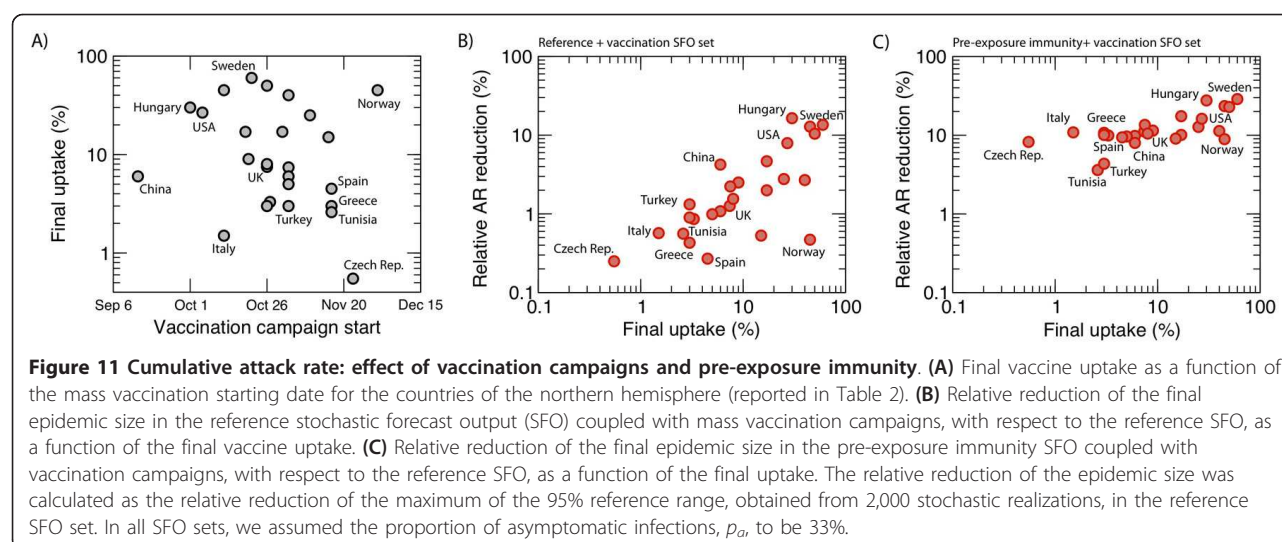 A)
100
10
1
Final uptake (%)
Sweden
Hungary
USA
Norway
China
UK
Spain
Greece
Turkey
Tunisia
Italy
Czech Rep.
Sep 6
Oct 1
Oct 26
Nov 20
Dec 15
Vaccination campaign start
B)
Reference + vaccination SFO set
100
10
1
0.1
Relative AR reduction (%)
Hungary
Sweden
USA
China
Turkey
UK
Italy
Tunisia
Norway
Greece
Czech Rep.
Spain
0.1
1
10
100
Final uptake (%)
C)
Pre-exposure immunity+ vaccination SFO set
100
10
1
0.1
Relative AR reduction (%)
Sweden
Hungary
Italy
Greece
USA
Spain
UK
Czech Rep.
China
Norway
Turkey
Tunisia
0.1
1
10
100
Final uptake (%)
Figure 11 Cumulative attack rate: effect of vaccination campaigns and pre-exposure immunity. (A) Final vaccine uptake as a function of
the mass vaccination starting date for the countries of the northern hemisphere (reported in Table 2). (B) Relative reduction of the final
epidemic size in the reference stochastic forecast output (SFO) coupled with mass vaccination campaigns, with respect to the reference SFO, as
a function of the final vaccine uptake. (C) Relative reduction of the final epidemic size in the pre-exposure immunity SFO coupled with
vaccination campaigns, with respect to the reference SFO, as a function of the final uptake. The relative reduction of the epidemic size was
calculated as the relative reduction of the maximum of the 95% reference range, obtained from 2,000 stochastic realizations, in the reference
SFO set. In all SFO sets, we assumed the proportion of asymptomatic infections, pa, to be 33%.